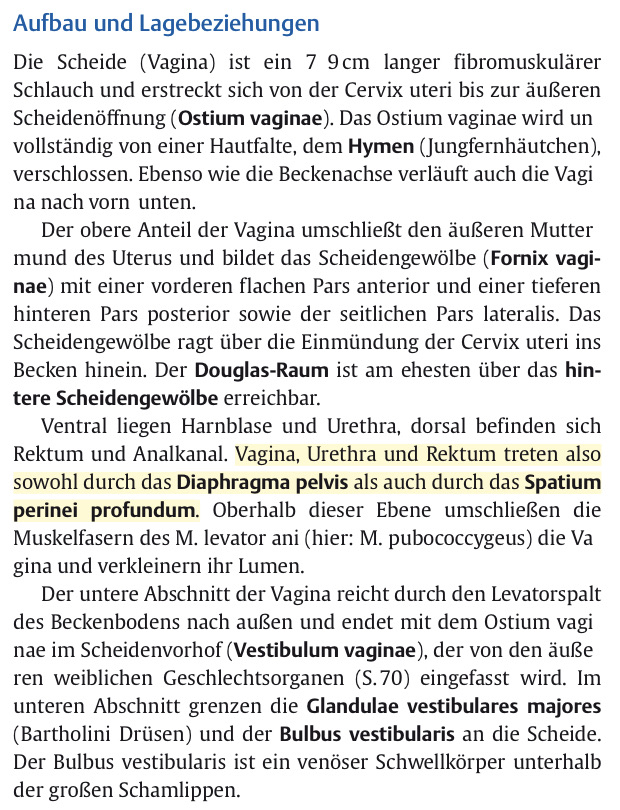 Aufbau und Lagebeziehungen
Die Scheide (Vagina) ist ein 7 9 cm langer fibromuskulärer
Schlauch und erstreckt sich von der Cervix uteri bis zur äußeren
Scheidenöffnung (Ostium vaginae). Das Ostium vaginae wird un
vollständig von einer Hautfalte, dem Hymen (Jungfernhäutchen),
verschlossen. Ebenso wie die Beckenachse verläuft auch die Vagi
na nach vorn unten.
Der obere Anteil der Vagina umschließt den äußeren Mutter
mund des Uterus und bildet das Scheidengewölbe (Fornix vagi-
nae) mit einer vorderen flachen Pars anterior und einer tieferen
hinteren Pars posterior sowie der seitlichen Pars lateralis. Das
Scheidengewölbe ragt über die Einmündung der Cervix uteri ins
Becken hinein. Der Douglas-Raum ist am ehesten über das hin-
tere Scheidengewölbe erreichbar.
Ventral liegen Harnblase und Urethra, dorsal befinden sich
Rektum und Analkanal. Vagina, Urethra und Rektum treten also
sowohl durch das Diaphragma pelvis als auch durch das Spatium
perinei profundum. Oberhalb dieser Ebene umschließen die
Muskelfasern des M. levator ani (hier: M. pubococcygeus) die Va
gina und verkleinern ihr Lumen.
Der untere Abschnitt der Vagina reicht durch den Levatorspalt
des Beckenbodens nach außen und endet mit dem Ostium vagi
nae im Scheidenvorhof (Vestibulum vaginae), der von den äuße
ren weiblichen Geschlechtsorganen (S. 70) eingefasst wird. Im
unteren Abschnitt grenzen die Glandulae vestibulares majores
(Bartholini Drüsen) und der Bulbus vestibularis an die Scheide.
Der Bulbus vestibularis ist ein venöser Schwellkörper unterhalb
der großen Schamlippen.